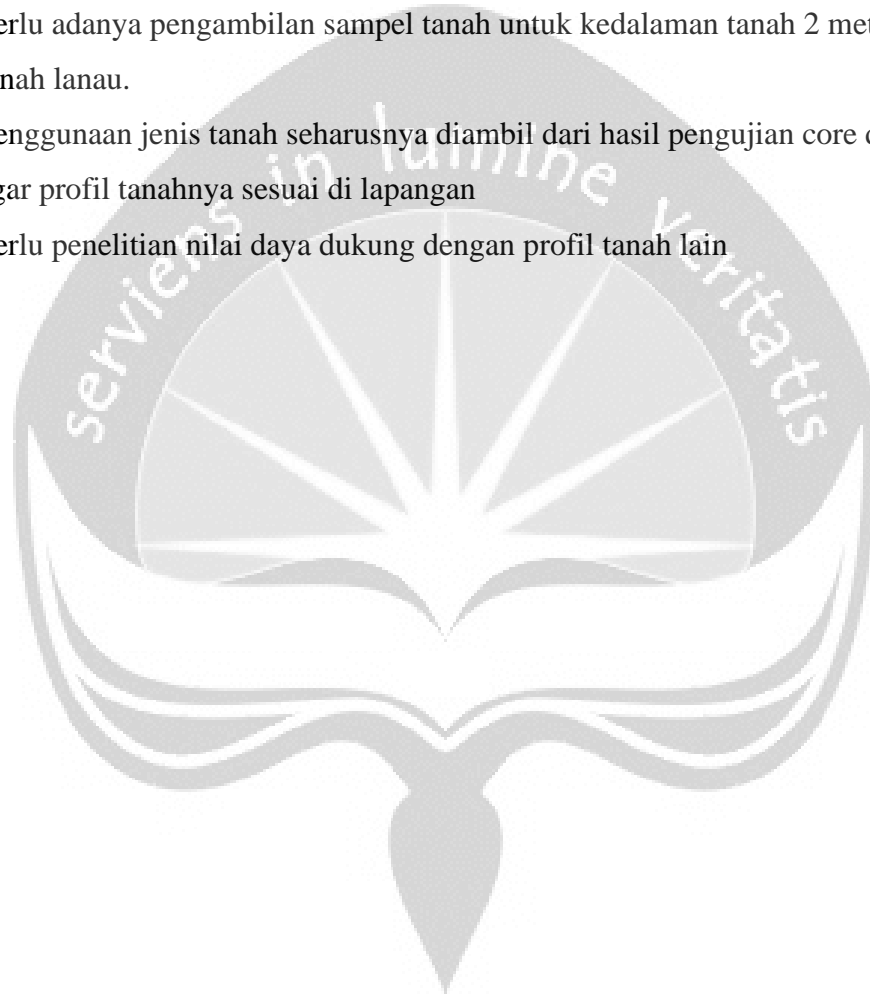 erlu adanya pengambilan sampel tanah untuk kedalaman tanah 2 met
nah lanau.
enggunaan jenis tanah seharusnya diambil dari hasil pengujian core
gar profil tanahnya sesuai di lapangan
erlu penelitian nilai daya dukung dengan profil tanah lain
serviens in lumine veritatis